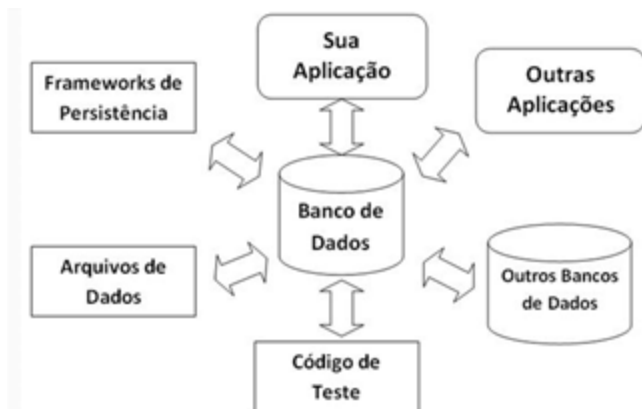 Sua
Aplicação
Frameworks de
Persistência
Outras
Aplicações
Banco de
Dados
Arquivos de
Dados
Outros Bancos
de Dados
Código de
Teste